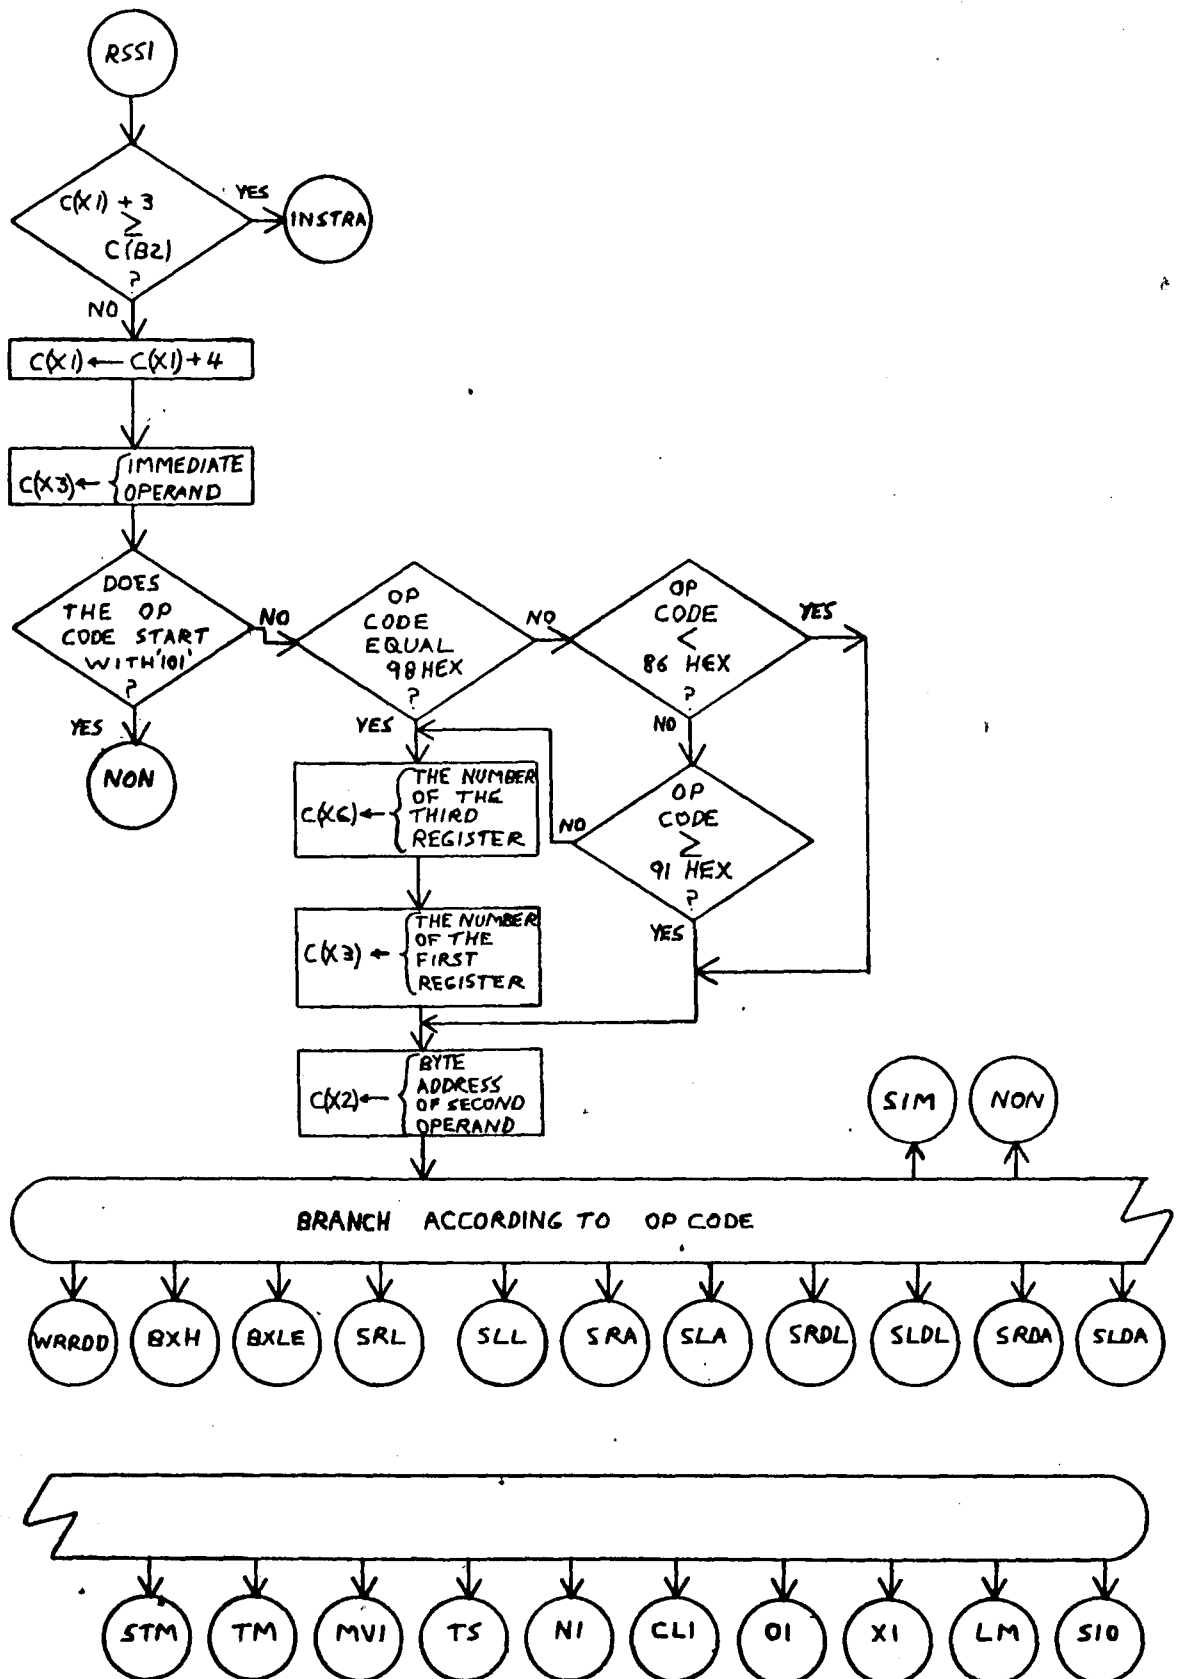 RSSI
C(X1) + 3
≥
C(B2)
?
YES
INSTRA
NO
C(X1) ← C(X1) + 4
C(X3) ← { IMMEDIATE
OPERAND
DOES
THE OP
CODE START
WITH '101'
?
NO
YES
NON
OP
CODE
EQUAL
98 HEX
?
NO
YES
OP
CODE
<
86 HEX
?
YES
NO
OP
CODE
≥
91 HEX
?
NO
YES
C(X6) ← { THE NUMBER
OF THE
THIRD
REGISTER
C(X3) ← { THE NUMBER
OF THE
FIRST
REGISTER
C(X2) ← { BYTE
ADDRESS
OF SECOND
OPERAND
SIM
NON
BRANCH ACCORDING TO OP CODE
WRRDD
BXH
BXLE
SRL
SLL
SRA
SLA
SRDL
SLDL
SRDA
SLDA
STM
TM
MVI
TS
NI
CLI
OI
XI
LM
SIO